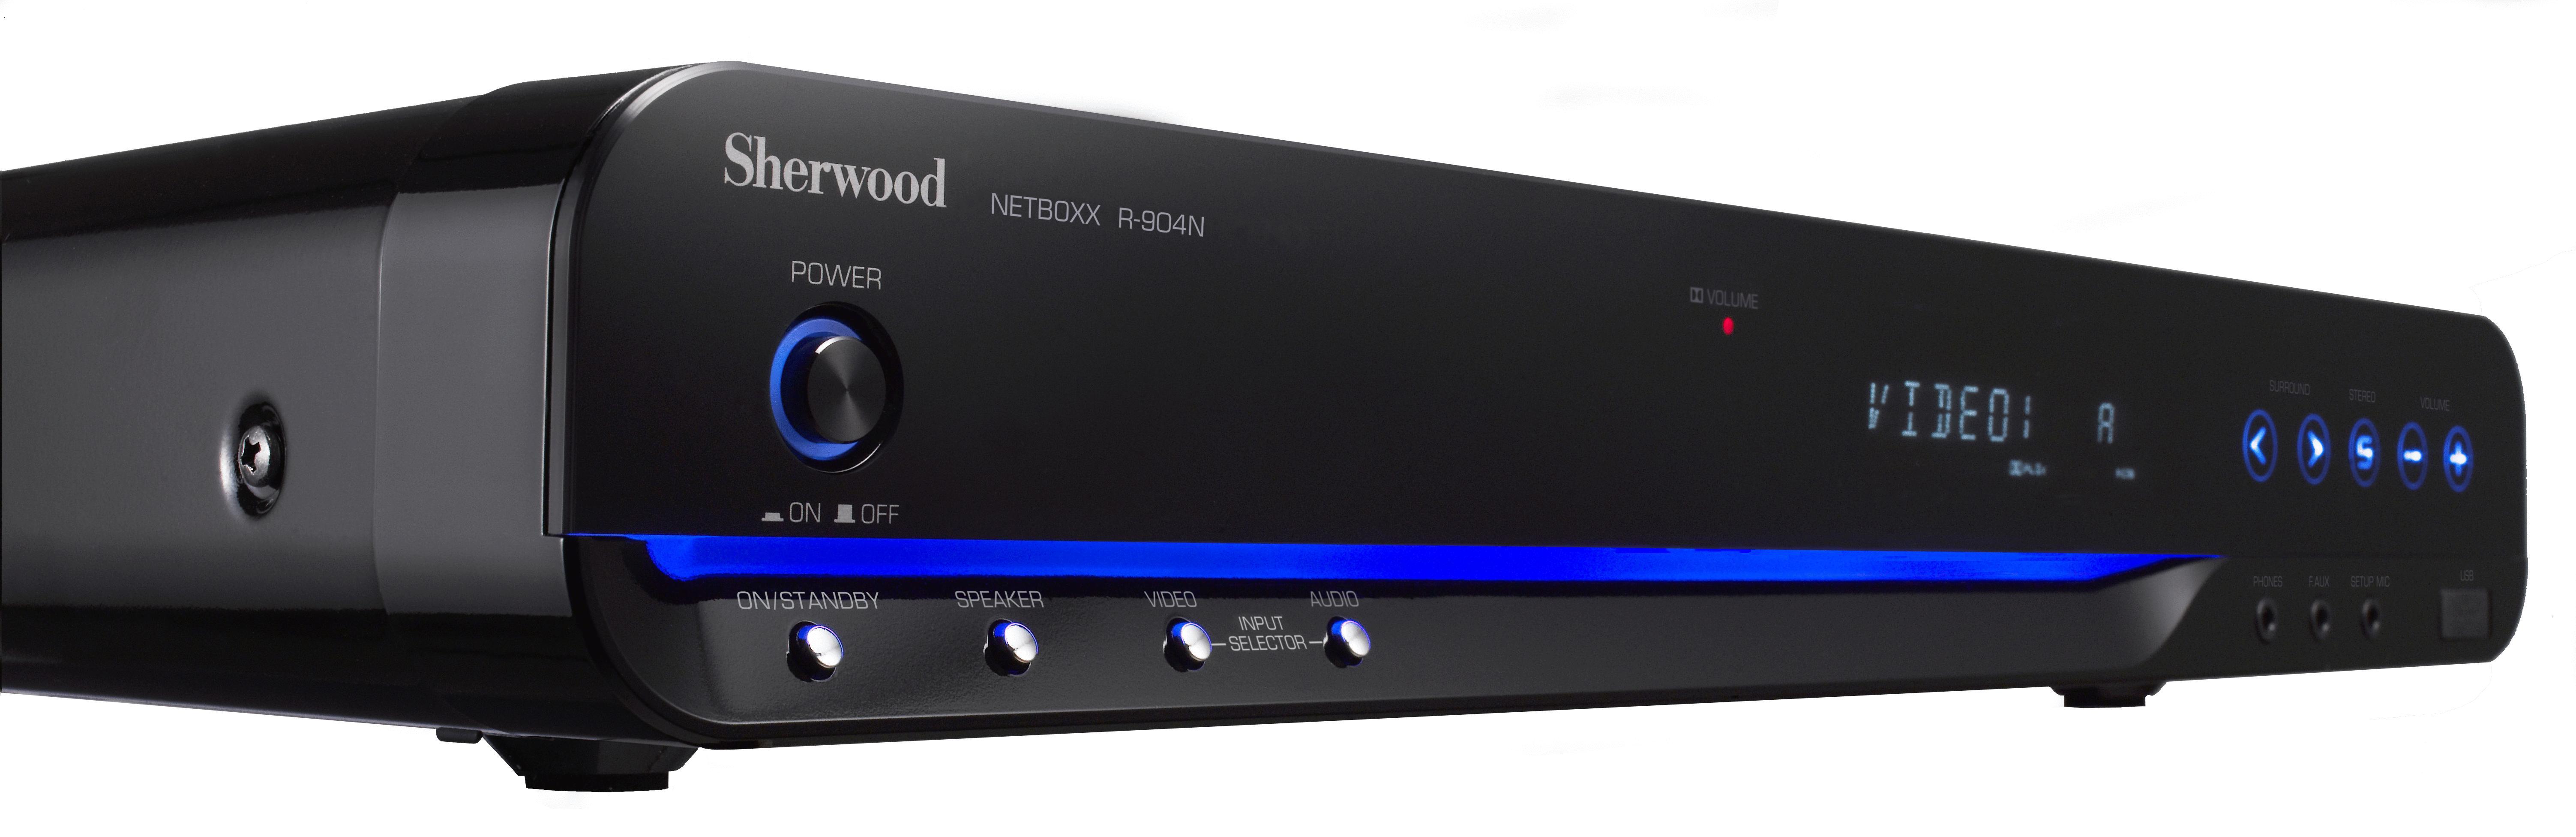 Sherwood
NETBOXX R-904N
POWER
ON OFF
VOLUME
VIDEO1 A
SURROUND STEREO VOLUME
< > S - +
ON/STANDBY SPEAKER VIDEO INPUT SELECTOR AUDIO
PHONES F.AUX SETUP MIC USB